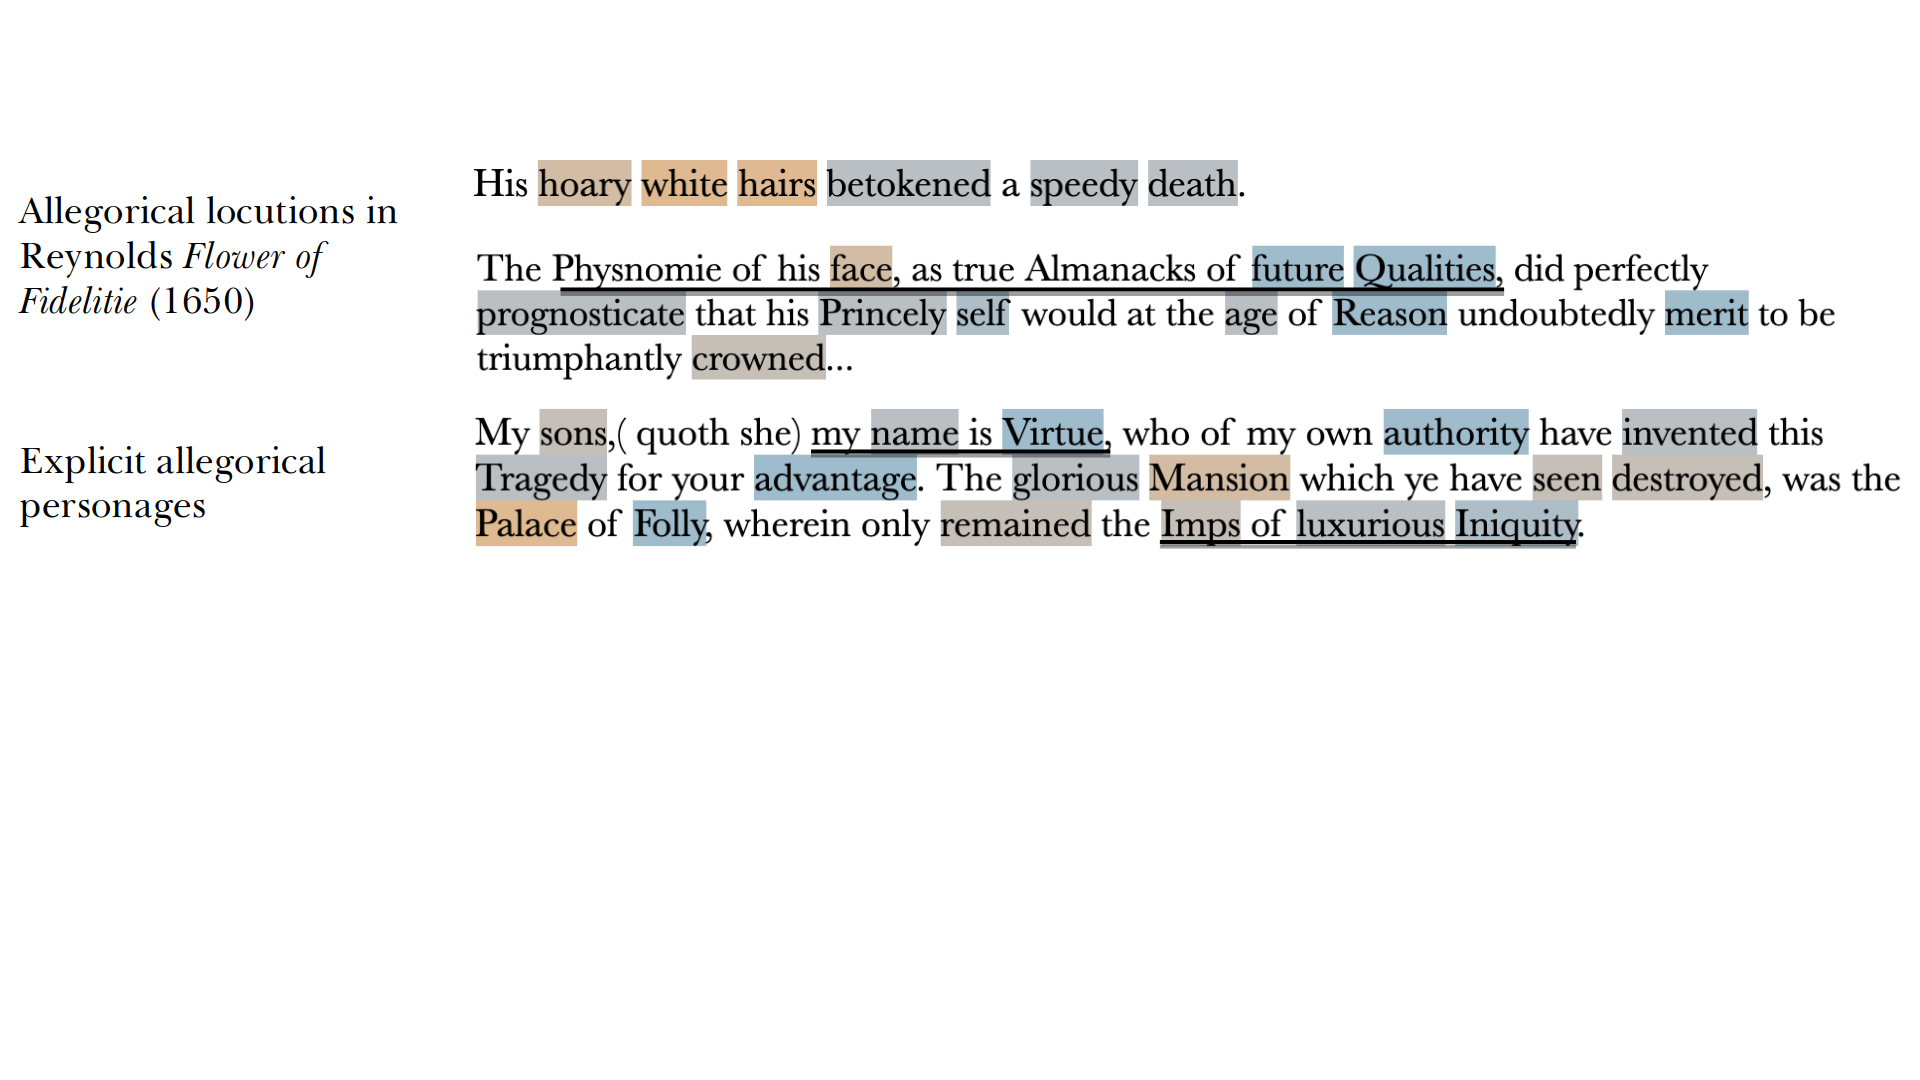 Allegorical locutions in
Reynolds Flower of
Fidelitie (1650)
His hoary white hairs betokened a speedy death.
The Physnomie of his face, as true Almanacks of future Qualities, did perfectly
prognosticate that his Princely self would at the age of Reason undoubtedly merit to be
triumphantly crowned...
Explicit allegorical
personages
My sons,( quoth she) my name is Virtue, who of my own authority have invented this
Tragedy for your advantage. The glorious Mansion which ye have seen destroyed, was the
Palace of Folly, wherein only remained the Imps of luxurious Iniquity.